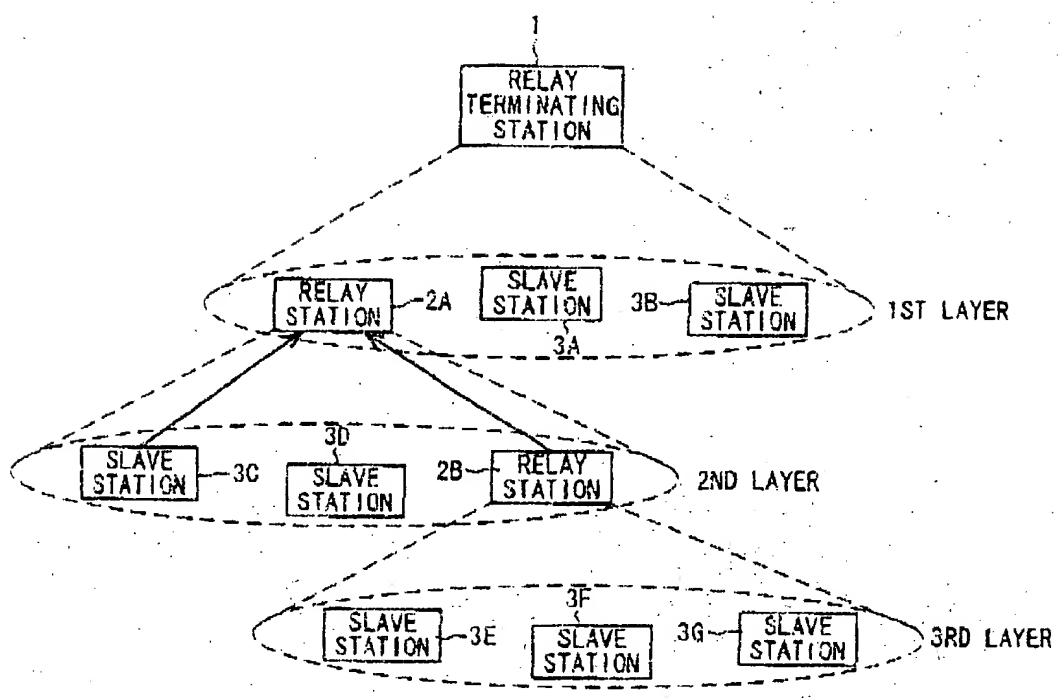 1
RELAY
TERMINATING
STATION
RELAY
STATION
2A
SLAVE
STATION
3A
3B
SLAVE
STATION
1ST LAYER
SLAVE
STATION
3C
3D
SLAVE
STATION
2B
RELAY
STATION
2ND LAYER
SLAVE
STATION
3E
3F
SLAVE
STATION
3G
SLAVE
STATION
3RD LAYER